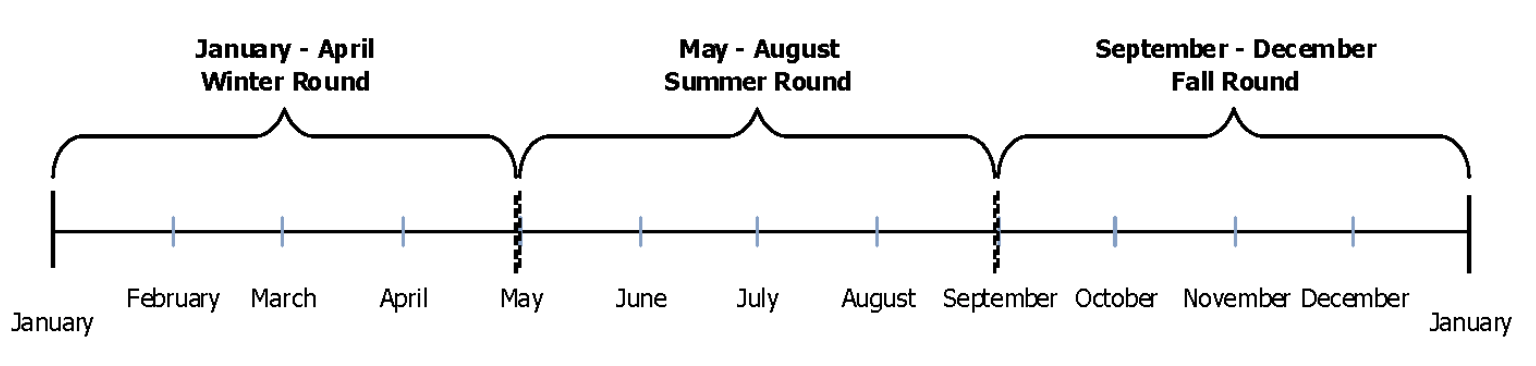 January - April
Winter Round
May - August
Summer Round
September - December
Fall Round
January
February
March
April
May
June
July
August
September
October
November
December
January